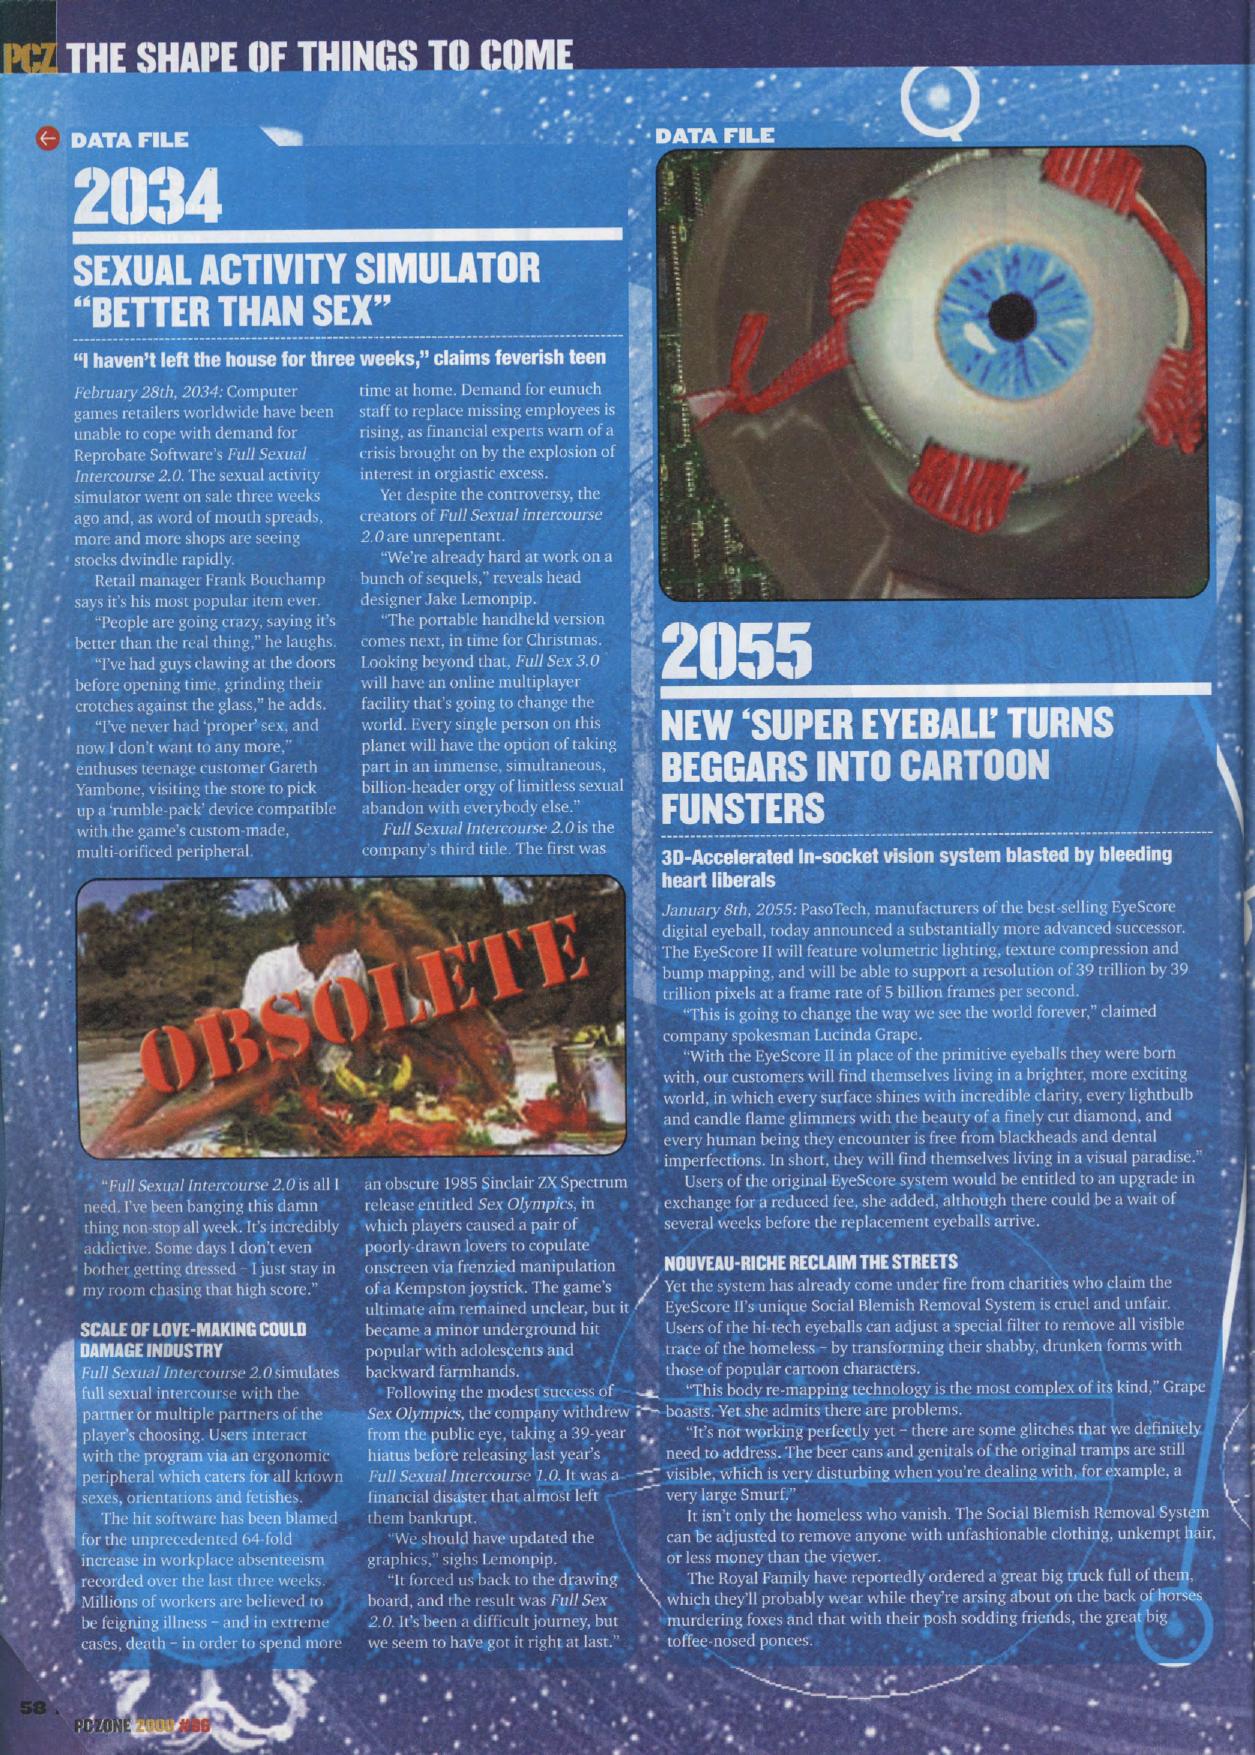 PCZ THE SHAPE OF THINGS TO COME
DATA FILE
2034
SEXUAL ACTIVITY SIMULATOR
“BETTER THAN SEX”
“I haven’t left the house for three weeks,” claims feverish teen
February 28th, 2034: Computer
games retailers worldwide have been
unable to cope with demand for
Reprobate Software’s Full Sexual
Intercourse 2.0. The sexual activity
simulator went on sale three weeks
ago and, as word of mouth spreads,
more and more shops are seeing
stocks dwindle rapidly.
Retail manager Frank Bouchamp
says it’s his most popular item ever.
“People are going crazy, saying it’s
better than the real thing,” he laughs.
“I’ve had guys clawing at the doors
before opening time, grinding their
crotches against the glass,” he adds.
“I’ve never had ‘proper’ sex, and
now I don’t want to any more,”
enthuses teenage customer Gareth
Yambone, visiting the store to pick
up a ‘rumble-pack’ device compatible
with the game’s custom-made,
multi-orificed peripheral.
OBSOLETE
“Full Sexual Intercourse 2.0 is all I
need. I’ve been banging this damn
thing non-stop all week. It’s incredibly
addictive. Some days I don’t even
bother getting dressed – I just stay in
my room chasing that high score.”
SCALE OF LOVE-MAKING COULD
DAMAGE INDUSTRY
Full Sexual Intercourse 2.0 simulates
full sexual intercourse with the
partner or multiple partners of the
player’s choosing. Users interact
with the program via an ergonomic
peripheral which caters for all known
sexes, orientations and fetishes.
The hit software has been blamed
for the unprecedented 64-fold
increase in workplace absenteeism
recorded over the last three weeks.
Millions of workers are believed to
be feigning illness – and in extreme
cases, death – in order to spend more
time at home. Demand for eunuch
staff to replace missing employees is
rising, as financial experts warn of a
crisis brought on by the explosion of
interest in orgiastic excess.
Yet despite the controversy, the
creators of Full Sexual intercourse
2.0 are unrepentant.
“We’re already hard at work on a
bunch of sequels,” reveals head
designer Jake Lemonpip.
“The portable handheld version
comes next, in time for Christmas.
Looking beyond that, Full Sex 3.0
will have an online multiplayer
facility that’s going to change the
world. Every single person on this
planet will have the option of taking
part in an immense, simultaneous,
billion-header orgy of limitless sexual
abandon with everybody else.”
Full Sexual Intercourse 2.0 is the
company’s third title. The first was
an obscure 1985 Sinclair ZX Spectrum
release entitled Sex Olympics, in
which players caused a pair of
poorly-drawn lovers to copulate
onscreen via frenzied manipulation
of a Kempston joystick. The game’s
ultimate aim remained unclear, but it
became a minor underground hit
popular with adolescents and
backward farmhands.
Following the modest success of
Sex Olympics, the company withdrew
from the public eye, taking a 39-year
hiatus before releasing last year’s
Full Sexual Intercourse 1.0. It was a
financial disaster that almost left
them bankrupt.
“We should have updated the
graphics,” sighs Lemonpip.
“It forced us back to the drawing
board, and the result was Full Sex
2.0. It’s been a difficult journey, but
we seem to have got it right at last.”
DATA FILE
2055
NEW ‘SUPER EYEBALL’ TURNS
BEGGARS INTO CARTOON
FUNSTERS
3D-Accelerated In-socket vision system blasted by bleeding
heart liberals
January 8th, 2055: PasoTech, manufacturers of the best-selling EyeScore
digital eyeball, today announced a substantially more advanced successor.
The EyeScore II will feature volumetric lighting, texture compression and
bump mapping, and will be able to support a resolution of 39 trillion by 39
trillion pixels at a frame rate of 5 billion frames per second.
“This is going to change the way we see the world forever,” claimed
company spokesman Lucinda Grape.
“With the EyeScore II in place of the primitive eyeballs they were born
with, our customers will find themselves living in a brighter, more exciting
world, in which every surface shines with incredible clarity, every lightbulb
and candle flame glimmers with the beauty of a finely cut diamond, and
every human being they encounter is free from blackheads and dental
imperfections. In short, they will find themselves living in a visual paradise.”
Users of the original EyeScore system would be entitled to an upgrade in
exchange for a reduced fee, she added, although there could be a wait of
several weeks before the replacement eyeballs arrive.
NOUVEAU-RICHE RECLAIM THE STREETS
Yet the system has already come under fire from charities who claim the
EyeScore II’s unique Social Blemish Removal System is cruel and unfair.
Users of the hi-tech eyeballs can adjust a special filter to remove all visible
trace of the homeless – by transforming their shabby, drunken forms with
those of popular cartoon characters.
“This body re-mapping technology is the most complex of its kind,” Grape
boasts. Yet she admits there are problems.
“It’s not working perfectly yet – there are some glitches that we definitely
need to address. The beer cans and genitals of the original tramps are still
visible, which is very disturbing when you’re dealing with, for example, a
very large Smurf.”
It isn’t only the homeless who vanish. The Social Blemish Removal System
can be adjusted to remove anyone with unfashionable clothing, unkempt hair,
or less money than the viewer.
The Royal Family have reportedly ordered a great big truck full of them,
which they’ll probably wear while they’re arsing about on the back of horses
murdering foxes and that with their posh sodding friends, the great big
toffee-nosed ponces.
58
PCZONE 2000 #86